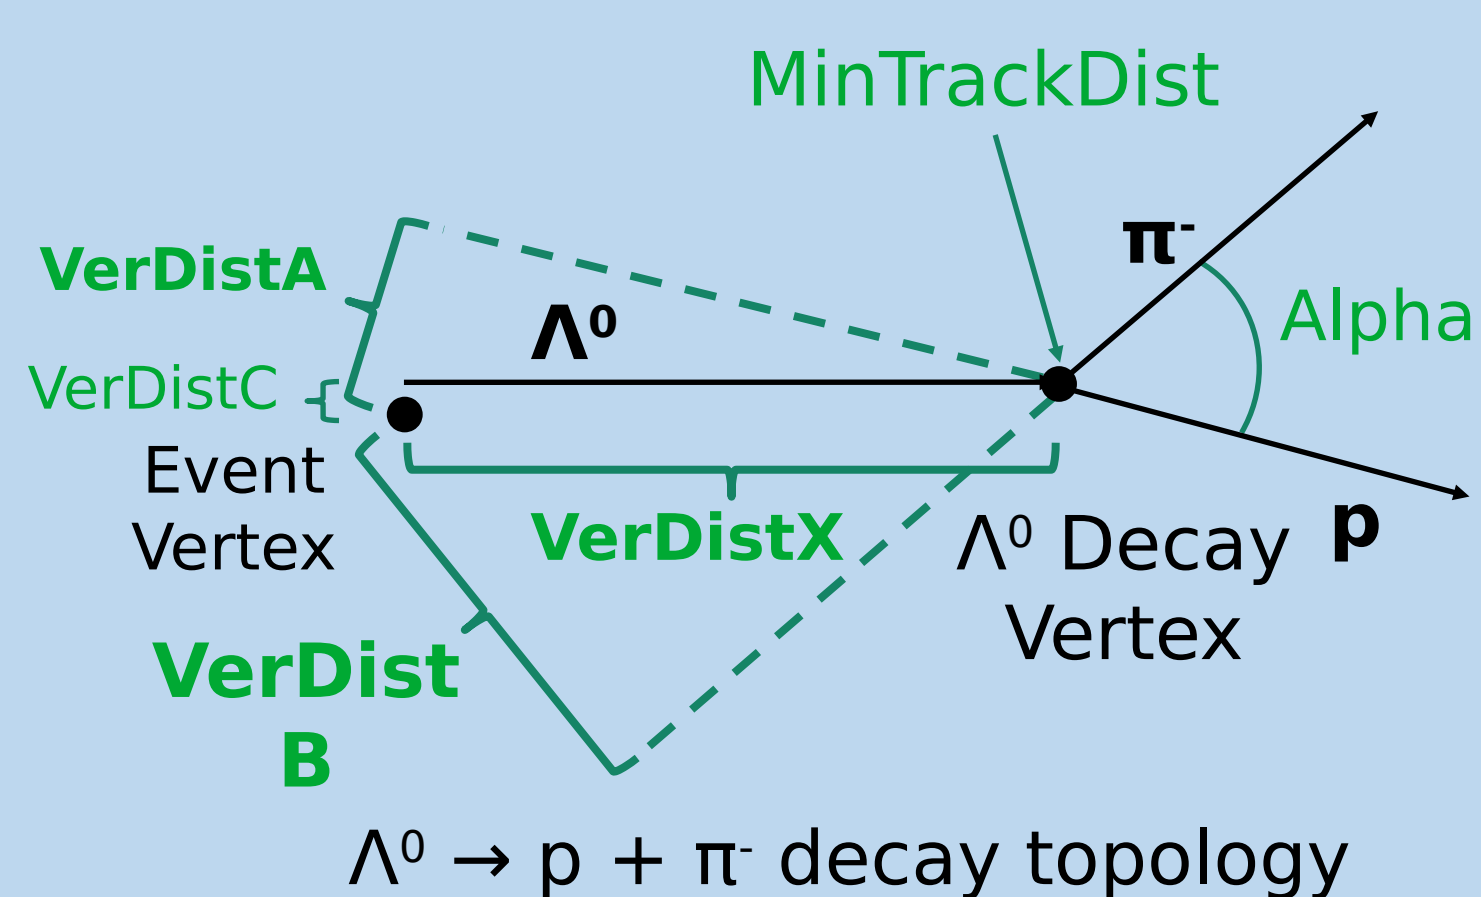 MinTrackDist
π-
VerDistA
Alpha
Λ0
VerDistC
Event
Vertex
VerDistX
Λ0 Decay
Vertex
p
VerDist
B
Λ0 → p + π- decay topology